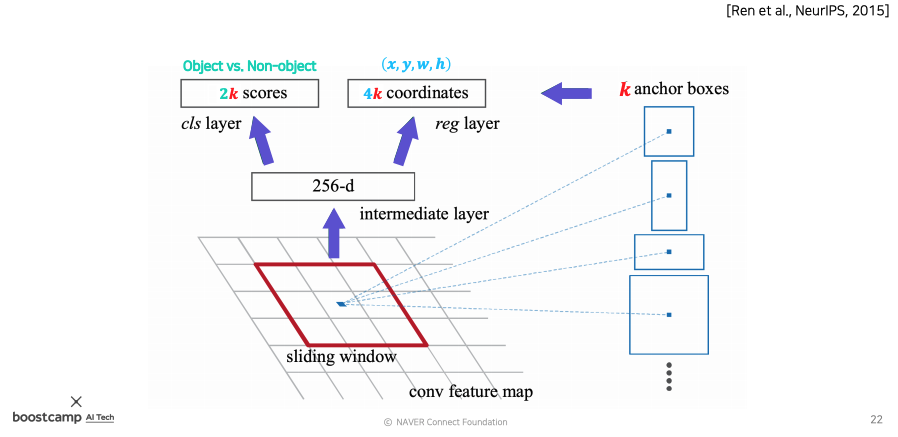 [Ren et al., NeurIPS, 2015]
Object vs. Non-object
(x, y, w, h)
2k scores
4k coordinates
k anchor boxes
cls layer
reg layer
256-d
intermediate layer
sliding window
conv feature map
boostcamp AI Tech
© NAVER Connect Foundation
22